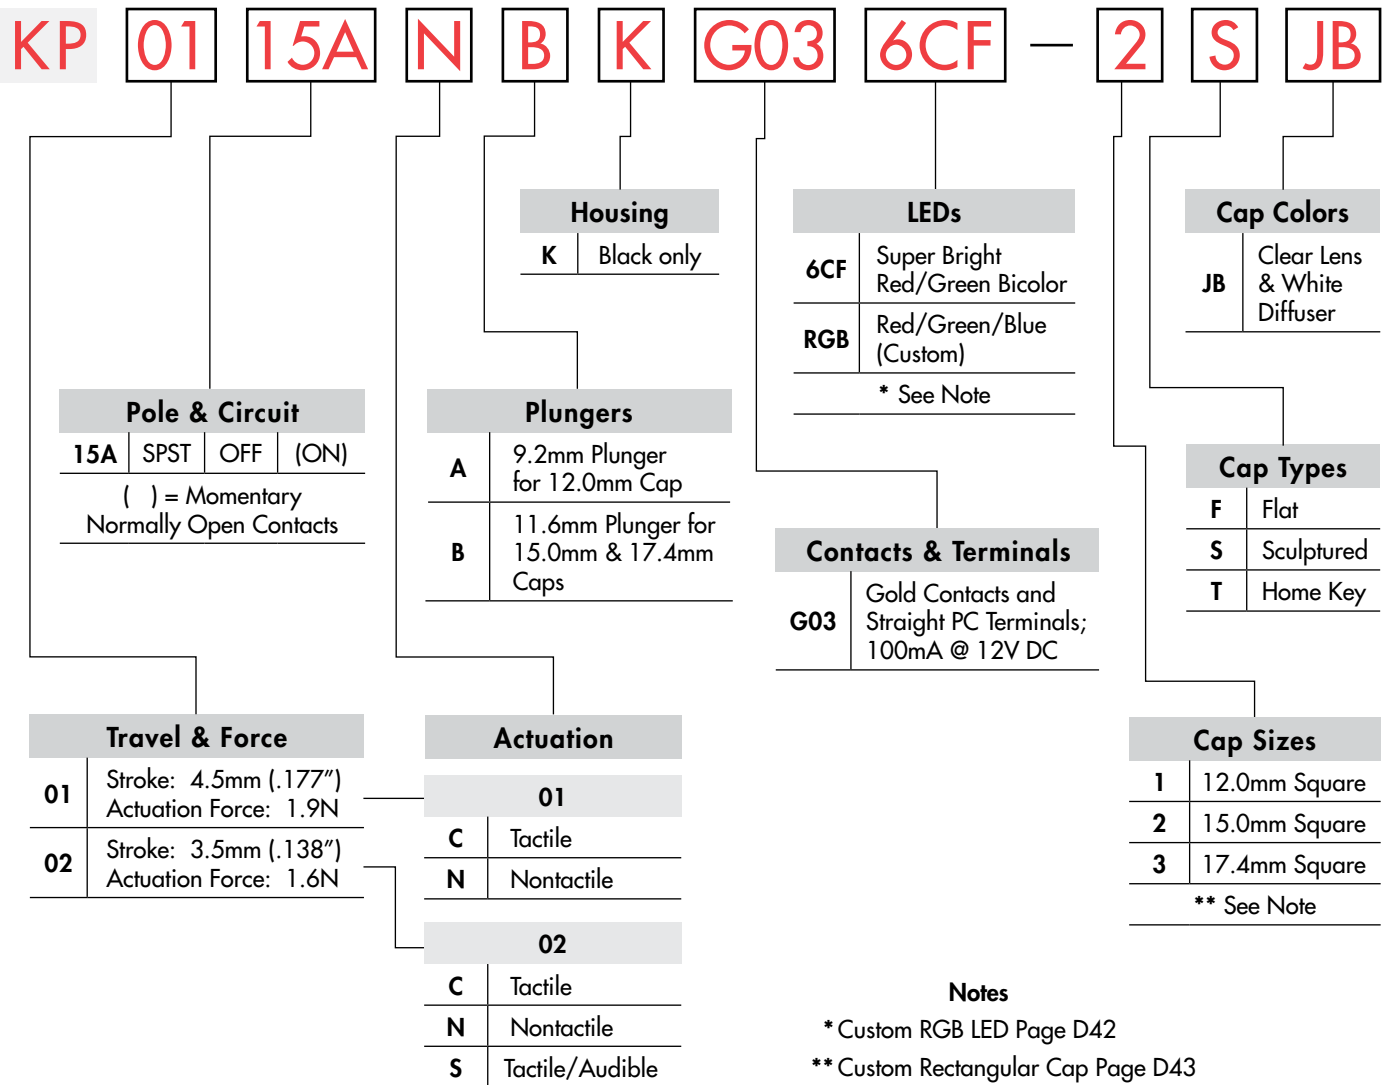 KP 01 15A N B K G03 6CF — 2 S JB
Housing
K Black only
LEDs
6CF Super Bright
Red/Green Bicolor
RGB Red/Green/Blue
(Custom)
* See Note
Cap Colors
JB Clear Lens
& White
Diffuser
Pole & Circuit
15A SPST OFF (ON)
( ) = Momentary
Normally Open Contacts
Plungers
A 9.2mm Plunger
for 12.0mm Cap
B 11.6mm Plunger for
15.0mm & 17.4mm
Caps
Contacts & Terminals
G03 Gold Contacts and
Straight PC Terminals;
100mA @ 12V DC
Cap Types
F Flat
S Sculptured
T Home Key
Travel & Force
01 Stroke: 4.5mm (.177")
Actuation Force: 1.9N
02 Stroke: 3.5mm (.138")
Actuation Force: 1.6N
Actuation
01
C Tactile
N Nontactile
02
C Tactile
N Nontactile
S Tactile/Audible
Cap Sizes
1 12.0mm Square
2 15.0mm Square
3 17.4mm Square
** See Note
Notes
* Custom RGB LED Page D42
** Custom Rectangular Cap Page D43